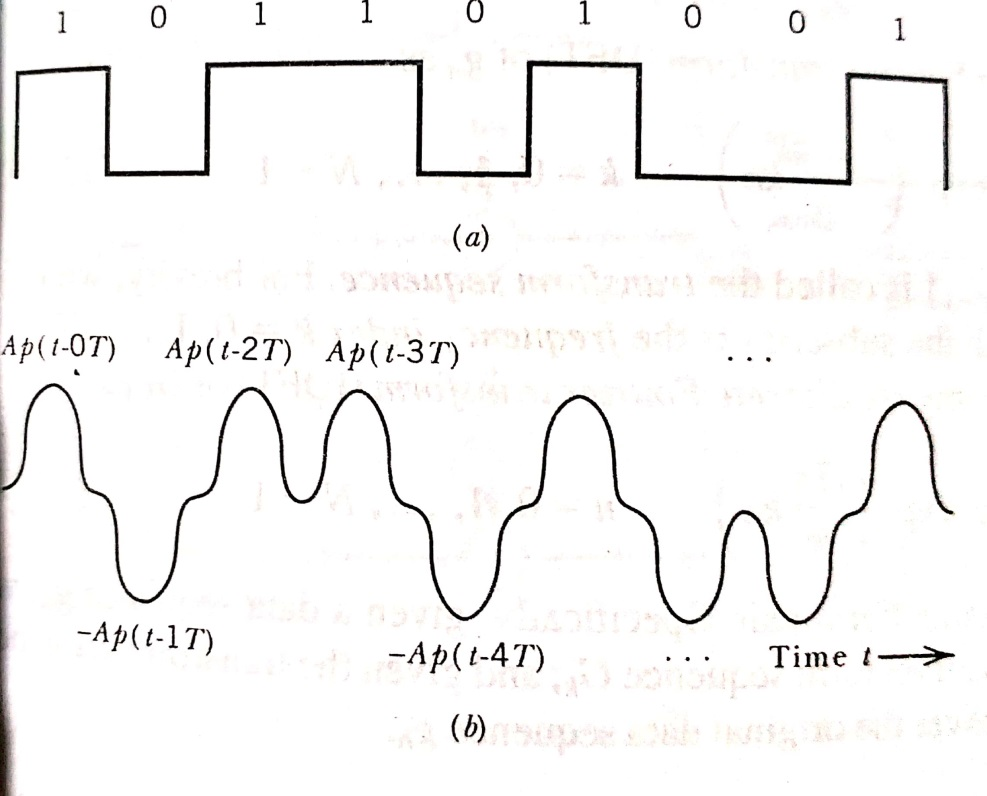 1 0 1 1 0 1 0 0 1
(a)
Ap(t-0T) Ap(t-2T) Ap(t-3T) ...
-Ap(t-1T)
-Ap(t-4T) ... Time t
(b)